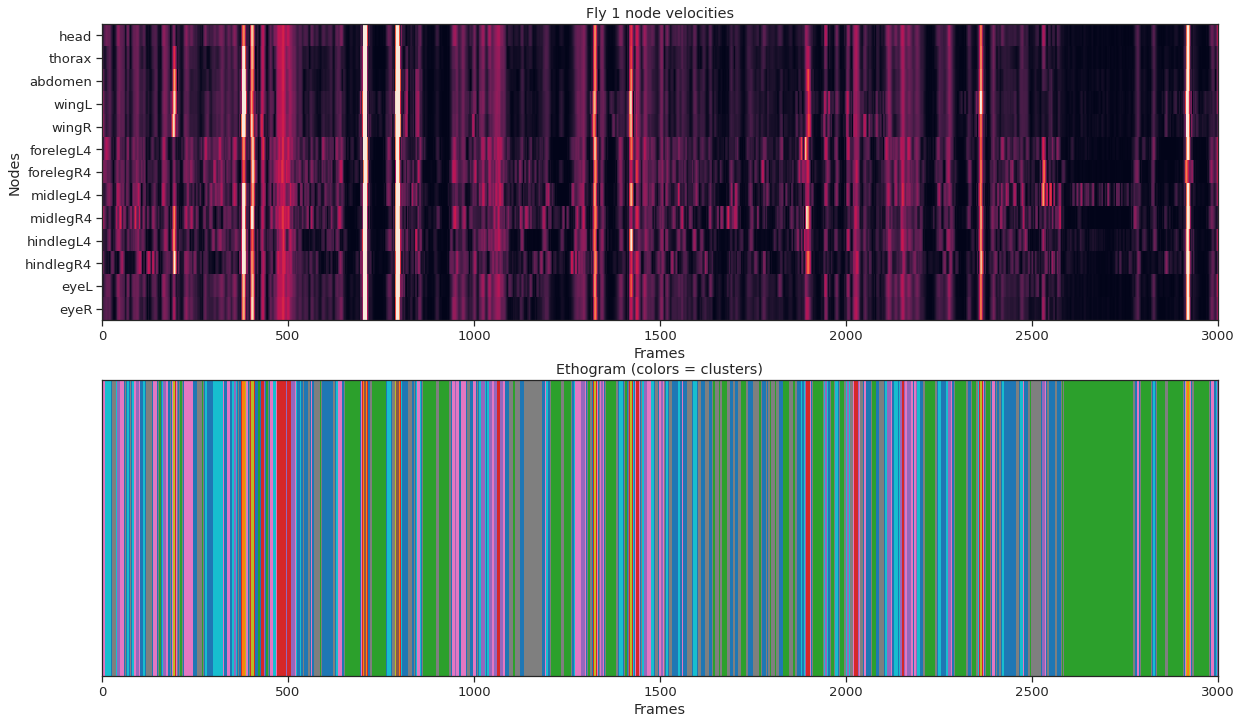 Fly 1 node velocities
head
thorax
abdomen
wingL
wingR
forelegL4
forelegR4
midlegL4
midlegR4
hindlegL4
hindlegR4
eyeL
eyeR
Nodes
0 500 1000 1500 2000 2500 3000
Frames
Ethogram (colors = clusters)
0 500 1000 1500 2000 2500 3000
Frames